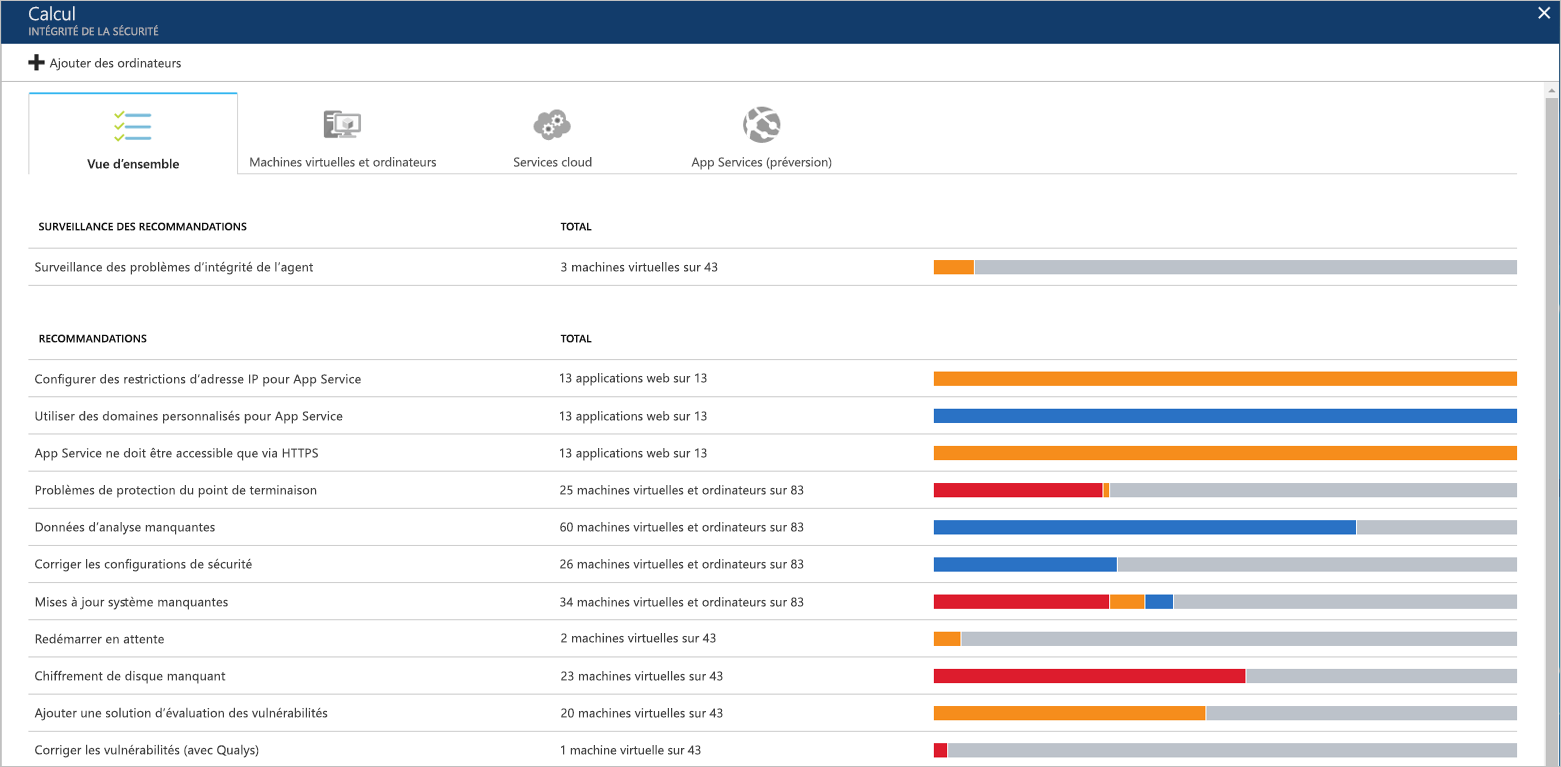 Calcul
INTÉGRITÉ DE LA SÉCURITÉ
Ajouter des ordinateurs
Vue d’ensemble
Machines virtuelles et ordinateurs
Services cloud
App Services (préversion)
SURVEILLANCE DES RECOMMANDATIONS TOTAL
Surveillance des problèmes d’intégrité de l’agent 3 machines virtuelles sur 43
RECOMMANDATIONS TOTAL
Configurer des restrictions d’adresse IP pour App Service 13 applications web sur 13
Utiliser des domaines personnalisés pour App Service 13 applications web sur 13
App Service ne doit être accessible que via HTTPS 13 applications web sur 13
Problèmes de protection du point de terminaison 25 machines virtuelles et ordinateurs sur 83
Données d’analyse manquantes 60 machines virtuelles et ordinateurs sur 83
Corriger les configurations de sécurité 26 machines virtuelles et ordinateurs sur 83
Mises à jour système manquantes 34 machines virtuelles et ordinateurs sur 83
Redémarrer en attente 2 machines virtuelles sur 43
Chiffrement de disque manquant 23 machines virtuelles sur 43
Ajouter une solution d’évaluation des vulnérabilités 20 machines virtuelles sur 43
Corriger les vulnérabilités (avec Qualys) 1 machine virtuelle sur 43